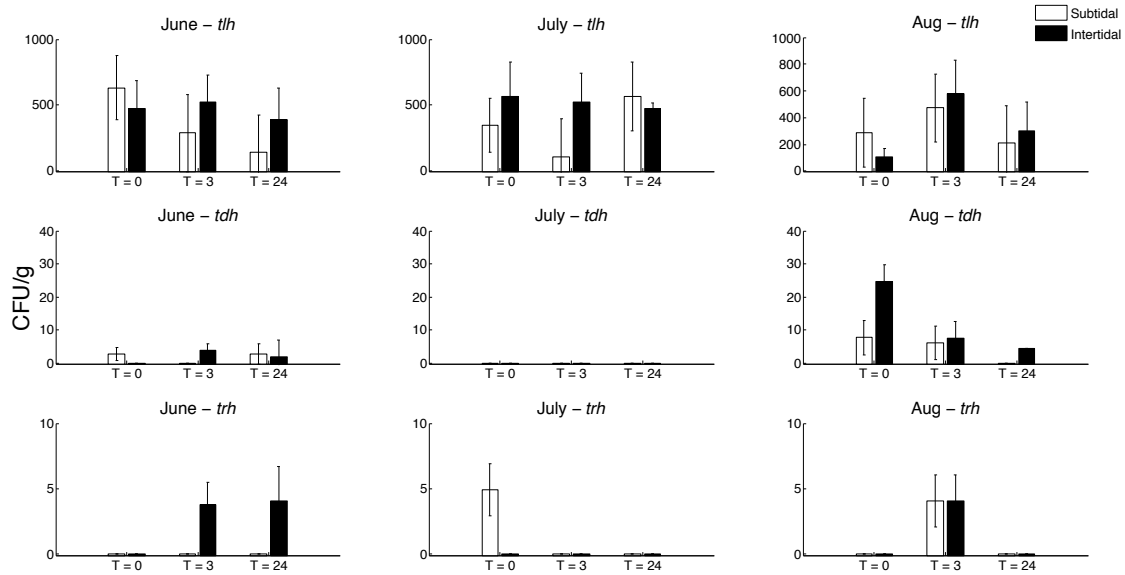 June – tlh
July – tlh
Aug – tlh
Subtidal
Intertidal
1000
500
0
T = 0 T = 3 T = 24
1000
500
0
T = 0 T = 3 T = 24
1000
800
600
400
200
0
T = 0 T = 3 T = 24
CFU/g
June – tdh
40
30
20
10
0
T = 0 T = 3 T = 24
July – tdh
40
30
20
10
0
T = 0 T = 3 T = 24
Aug – tdh
40
30
20
10
0
T = 0 T = 3 T = 24
June – trh
10
5
0
T = 0 T = 3 T = 24
July – trh
10
5
0
T = 0 T = 3 T = 24
Aug – trh
10
5
0
T = 0 T = 3 T = 24